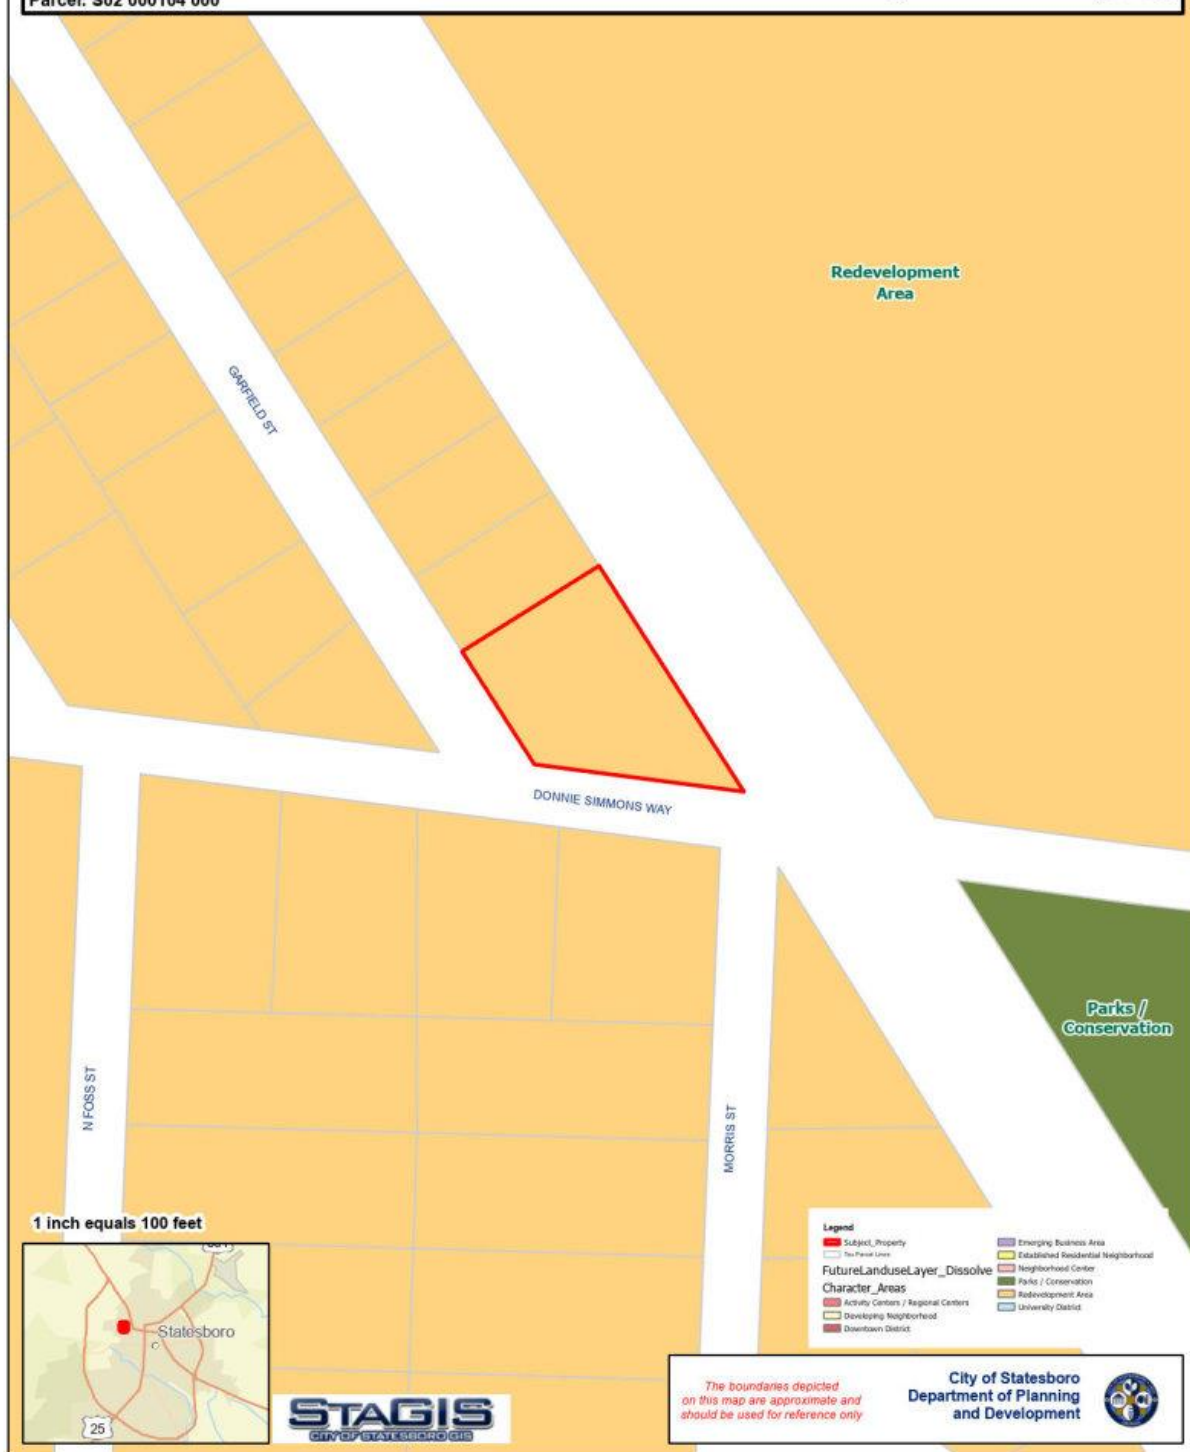 Parcel: S02 000104 000
Redevelopment
Area
GARFIELD ST
DONNIE SIMMONS WAY
Parks /
Conservation
N FOSS ST
MORRIS ST
1 inch equals 100 feet
Statesboro
25
Legend
Subject_Property
Tax Parcel Lines
FutureLanduseLayer_Dissolve
Character_Areas
Activity Centers / Regional Centers
Developing Neighborhood
Downtown District
Emerging Business Area
Established Residential Neighborhood
Neighborhood Center
Parks / Conservation
Redevelopment Area
University District
STAGIS
CITY OF STATESBORO GIS
The boundaries depicted
on this map are approximate and
should be used for reference only
City of Statesboro
Department of Planning
and Development